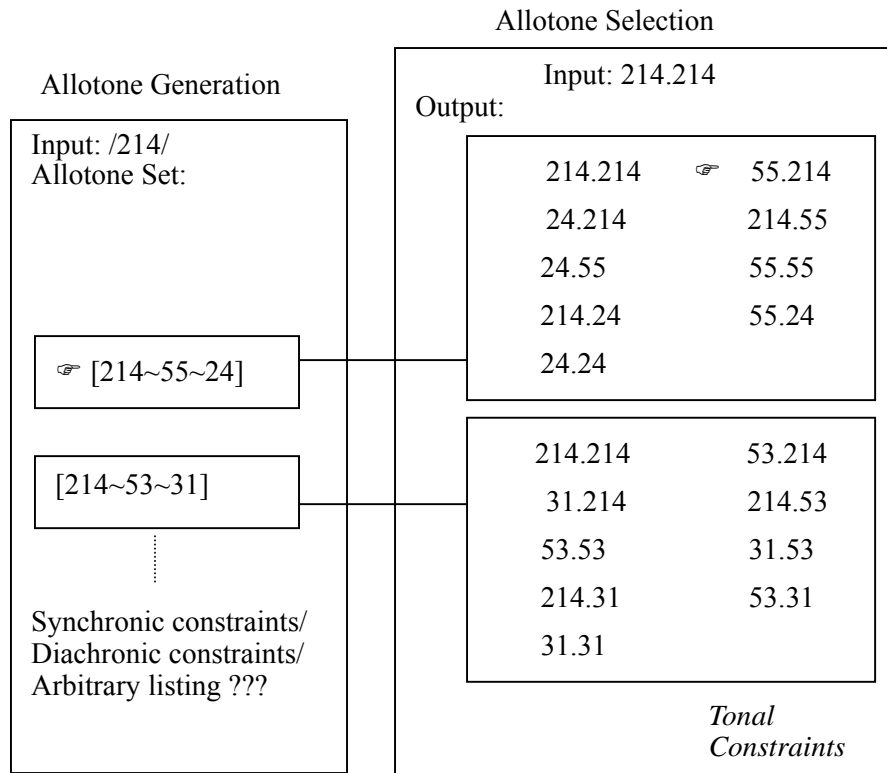 Allotone Selection
Allotone Generation
Input: /214/
Allotone Set:
☞ [214~55~24]
[214~53~31]
Synchronic constraints/
Diachronic constraints/
Arbitrary listing ???
Input: 214.214
Output:
214.214 ☞ 55.214
24.214 214.55
24.55 55.55
214.24 55.24
24.24
214.214 53.214
31.214 214.53
53.53 31.53
214.31 53.31
31.31
Tonal
Constraints